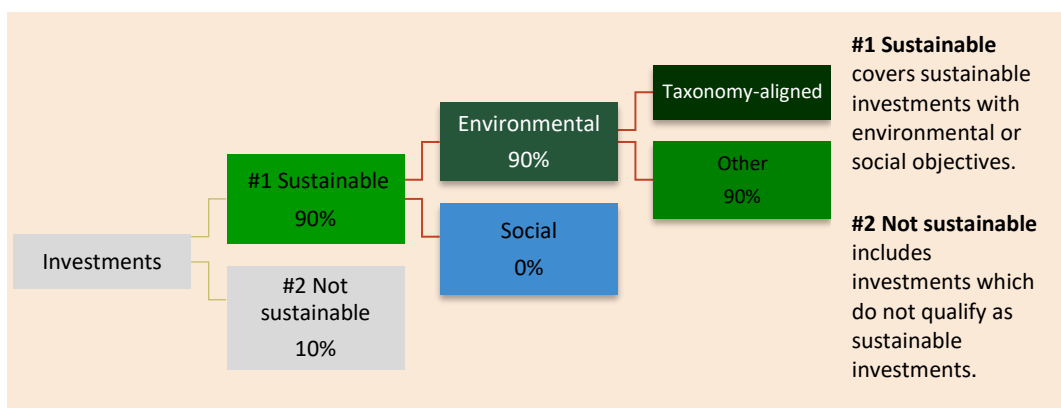 Investments
#1 Sustainable
90%
#2 Not
sustainable
10%
Environmental
90%
Social
0%
Taxonomy-aligned
Other
90%
#1 Sustainable
covers sustainable
investments with
environmental or
social objectives.
#2 Not sustainable
includes
investments which
do not qualify as
sustainable
investments.